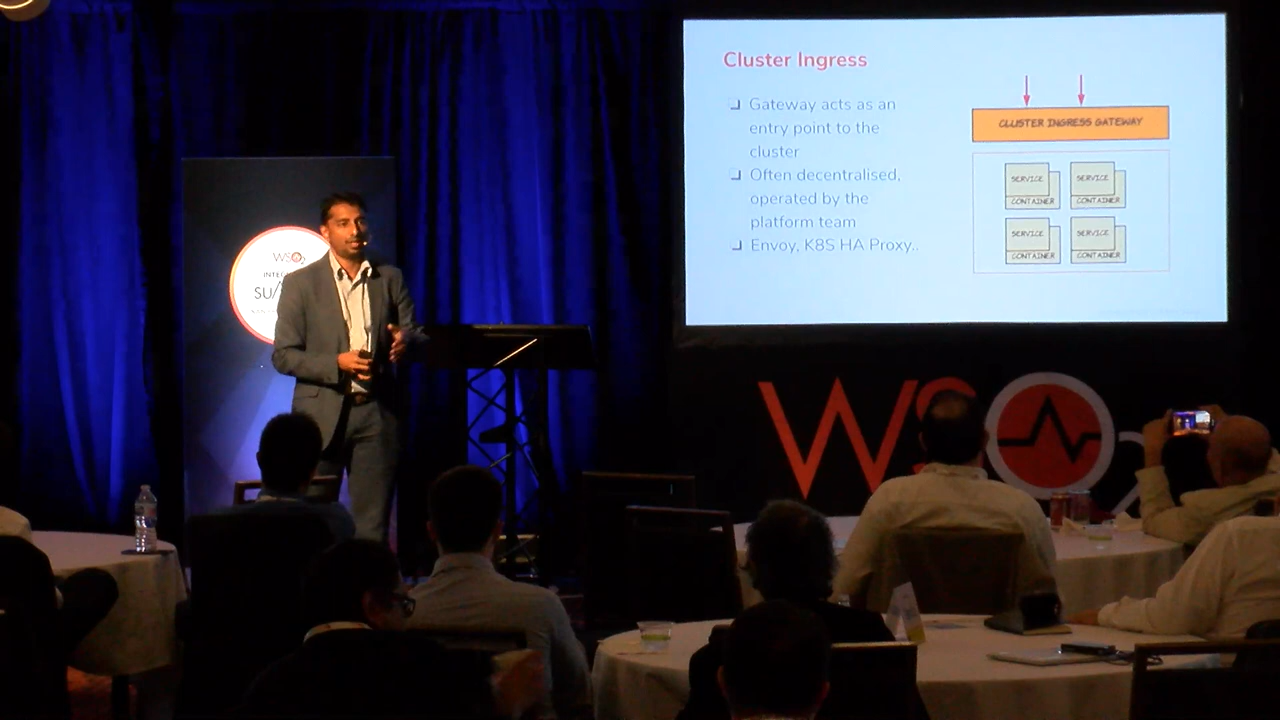 Cluster Ingress
Gateway acts as an
entry point to the
cluster
Often decentralised,
operated by the
platform team
Envoy, K8S HA Proxy..
CLUSTER INGRESS GATEWAY
SERVICE
CONTAINER
SERVICE
CONTAINER
SERVICE
CONTAINER
SERVICE
CONTAINER
WSO2
WSO2